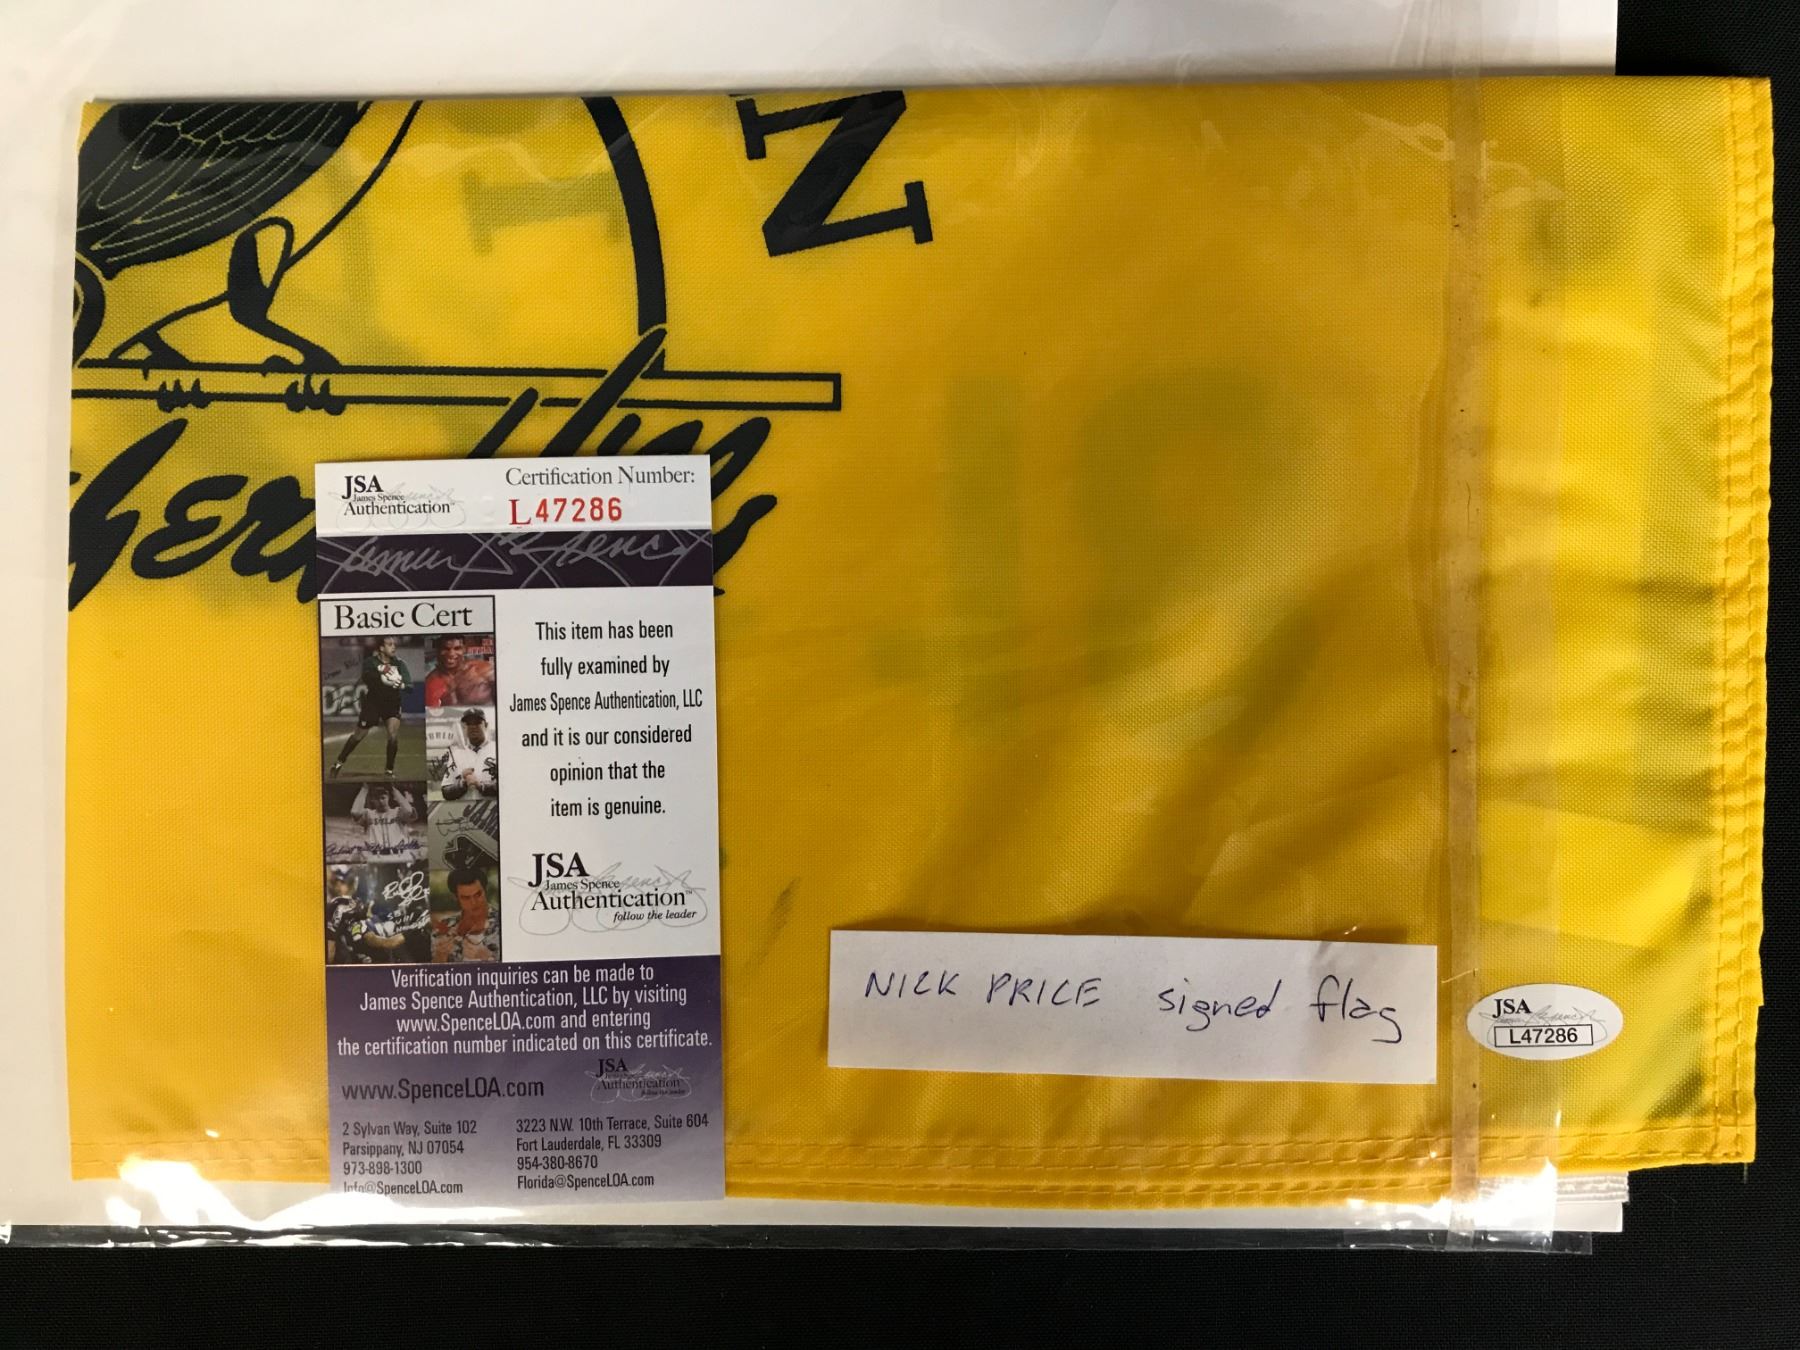 N
JSA
James Spence
Authentication™
Certification Number:
L47286
Basic Cert
This item has been
fully examined by
James Spence Authentication, LLC
and it is our considered
opinion that the
item is genuine.
JSA
James Spence
Authentication™
follow the leader
Verification inquiries can be made to
James Spence Authentication, LLC by visiting
www.SpenceLOA.com and entering
the certification number indicated on this certificate.
www.SpenceLOA.com
JSA
Authentication
follow the leader
2 Sylvan Way, Suite 102
Parsippany, NJ 07054
973-898-1300
Info@SpenceLOA.com
3223 N.W. 10th Terrace, Suite 604
Fort Lauderdale, FL 33309
954-380-8670
Florida@SpenceLOA.com
NICK PRICE signed flag
JSA
L47286